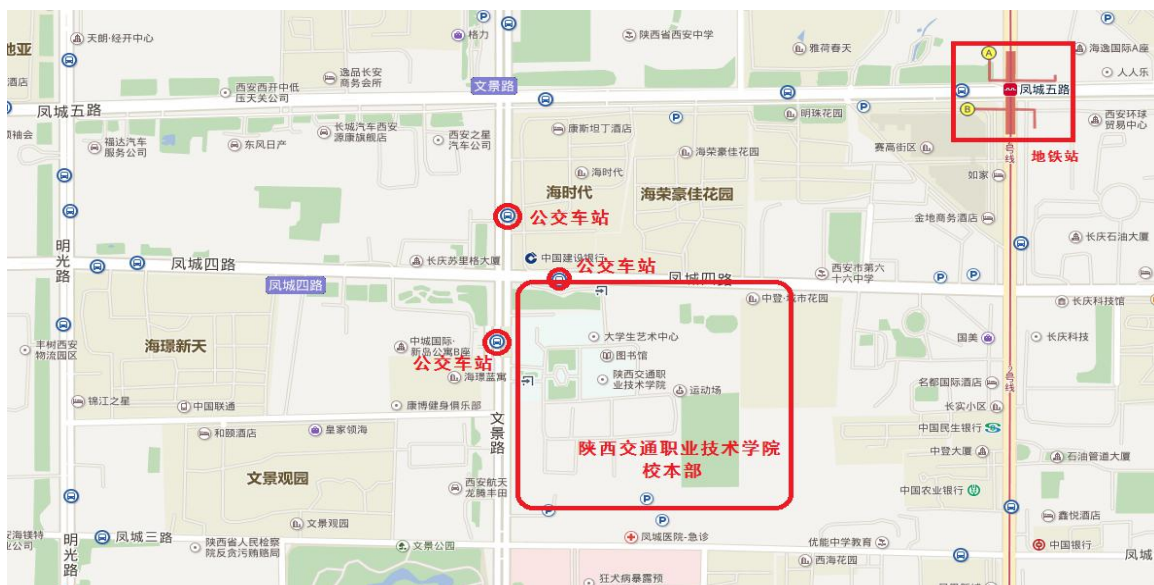 地亚
天朗·经开中心
格力
陕西省西安中学
雅荷春天
A
海逸国际A座
酒店
西安西开中低
压天关公司
逸品长安
商务会所
文景路
人人乐
凤城五路
凤城五路
领袖会
福达汽车
服务公司
东风日产
长城汽车西安
源康旗舰店
西安之星
汽车公司
康斯坦丁酒店
明珠花园
B
西安环球
贸易中心
海荣豪佳花园
赛高街区
号线
地铁站
海时代
如家
海时代
海荣豪佳花园
公交车站
金地商务酒店
长庆石油大厦
明光路
凤城四路
长庆苏里格大厦
中国建设银行
公交车站
凤城四路
西安市第六
十六中学
凤城四路
中登·城市花园
长庆科技馆
丰树西安
物流园区
海璟新天
中城国际·
新岛公寓B座
公交车站
海璟蓝寓
大学生艺术中心
图书馆
陕西交通职
业技术学院
运动场
国美
长庆科技
号线
名都国际酒店
锦江之星
中国联通
康博健身俱乐部
长实小区
和颐酒店
皇家领海
文景路
陕西交通职业技术学院
校本部
中国民生银行
中登大厦
石油管道大厦
文景观园
西安航天
龙腾丰田
中国农业银行
文景观园
鑫悦酒店
安海镁特
业公司
凤城三路
陕西省人民检察
院反贪污贿赂局
文景公园
凤城医院-急诊
优能中学教育
西海花园
中国银行
凤城三路
明光路
狂犬病暴露预